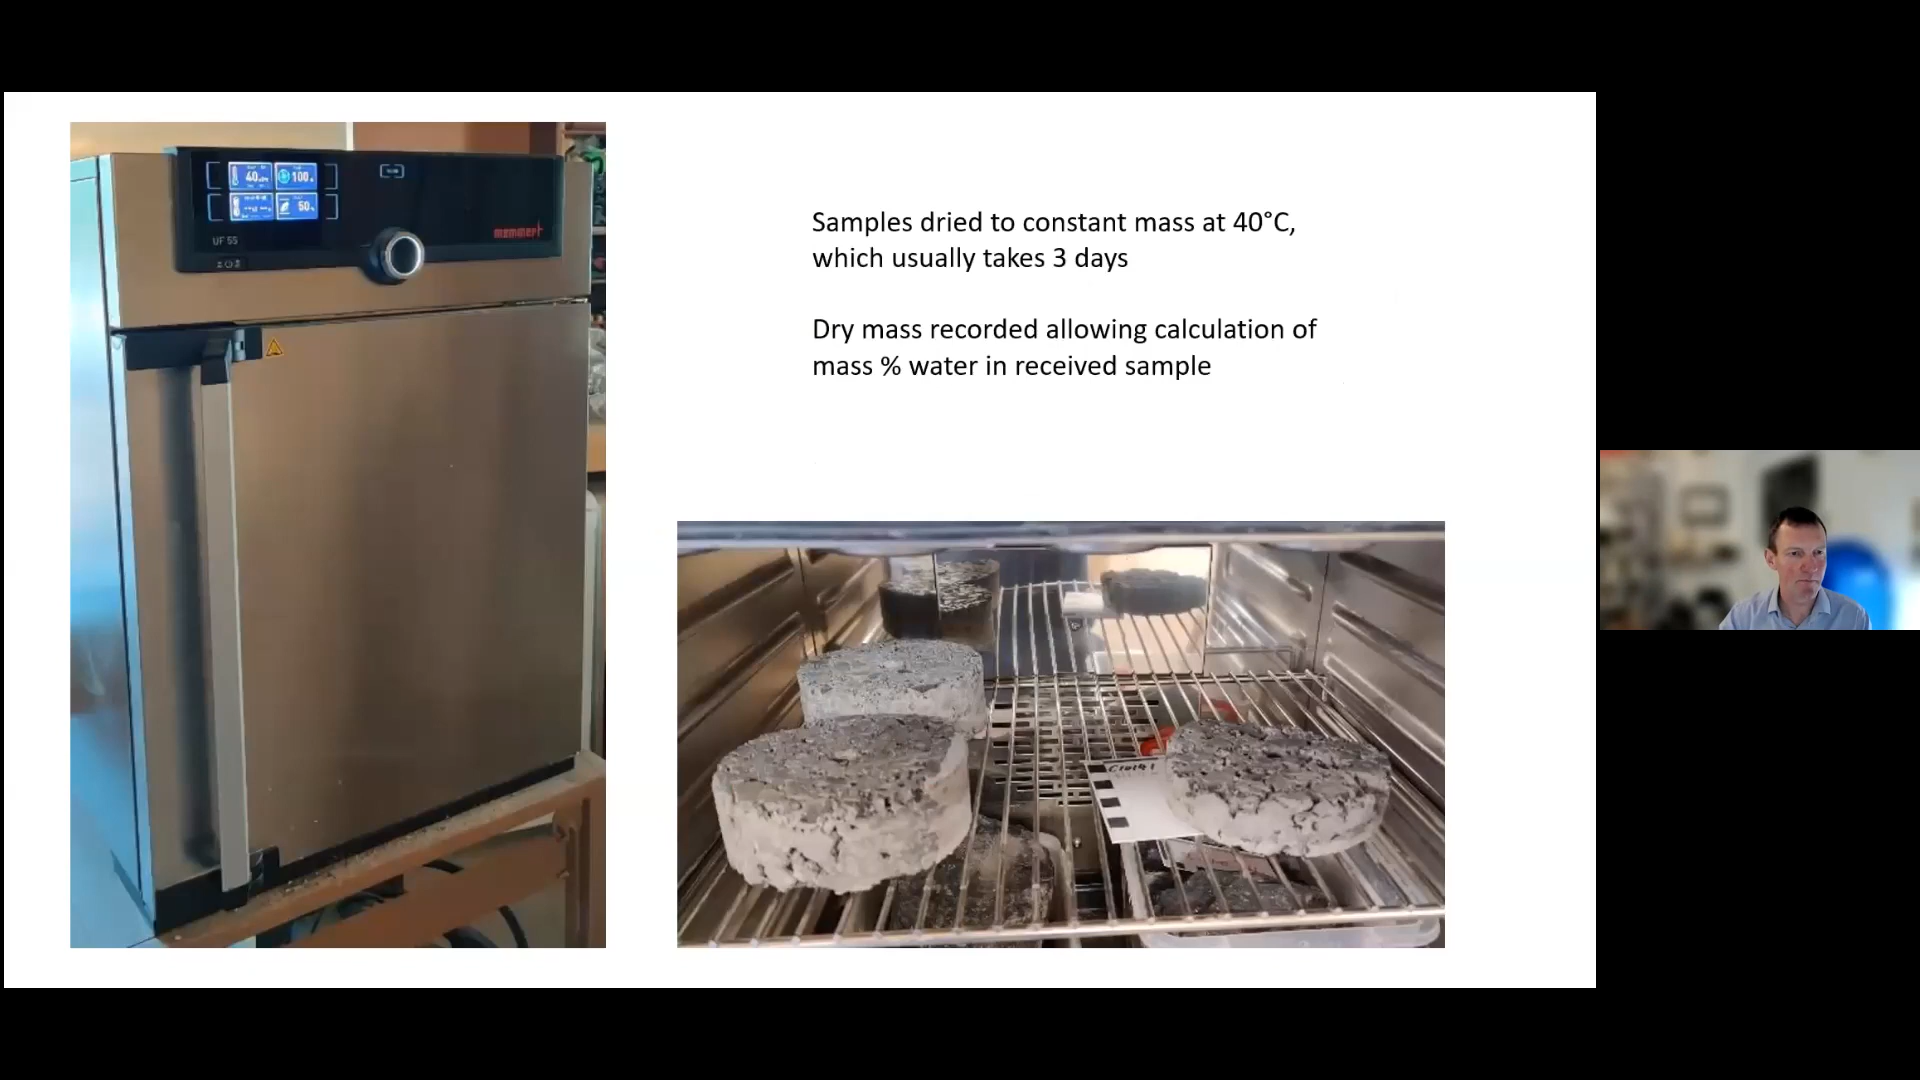 40
100
50
UF 55
memmert
Samples dried to constant mass at 40°C,
which usually takes 3 days
Dry mass recorded allowing calculation of
mass % water in received sample